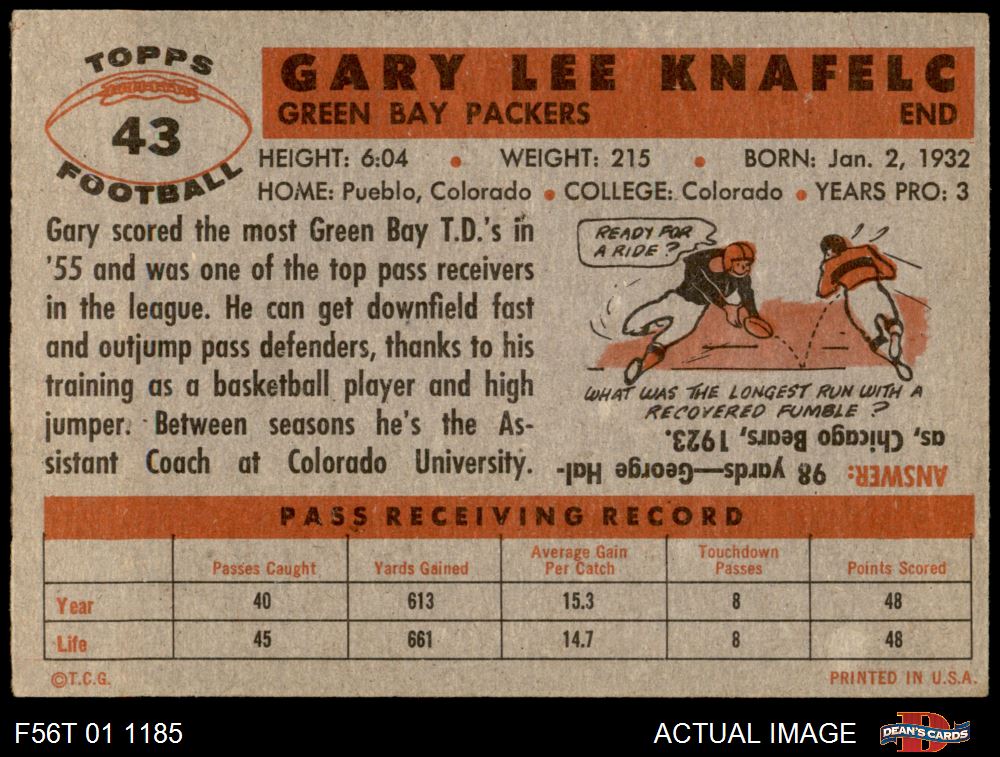 TOPPS
43
FOOTBALL
GARY LEE KNAFELC
GREEN BAY PACKERS END
HEIGHT: 6:04 • WEIGHT: 215 • BORN: Jan. 2, 1932
HOME: Pueblo, Colorado • COLLEGE: Colorado • YEARS PRO: 3
Gary scored the most Green Bay T.D.'s in
'55 and was one of the top pass receivers
in the league. He can get downfield fast
and outjump pass defenders, thanks to his
training as a basketball player and high
jumper. Between seasons he's the As-
sistant Coach at Colorado University.
READY FOR
A RIDE?
WHAT WAS THE LONGEST RUN WITH A
RECOVERED FUMBLE?
ANSWER: 98 yards—George Hal-
as, Chicago Bears, 1923.
PASS RECEIVING RECORD
Passes Caught Yards Gained Average Gain Per Catch Touchdown Passes Points Scored
Year 40 613 15.3 8 48
Life 45 661 14.7 8 48
©T.C.G. PRINTED IN U.S.A.
F56T 01 1185 ACTUAL IMAGE D DEAN'S CARDS